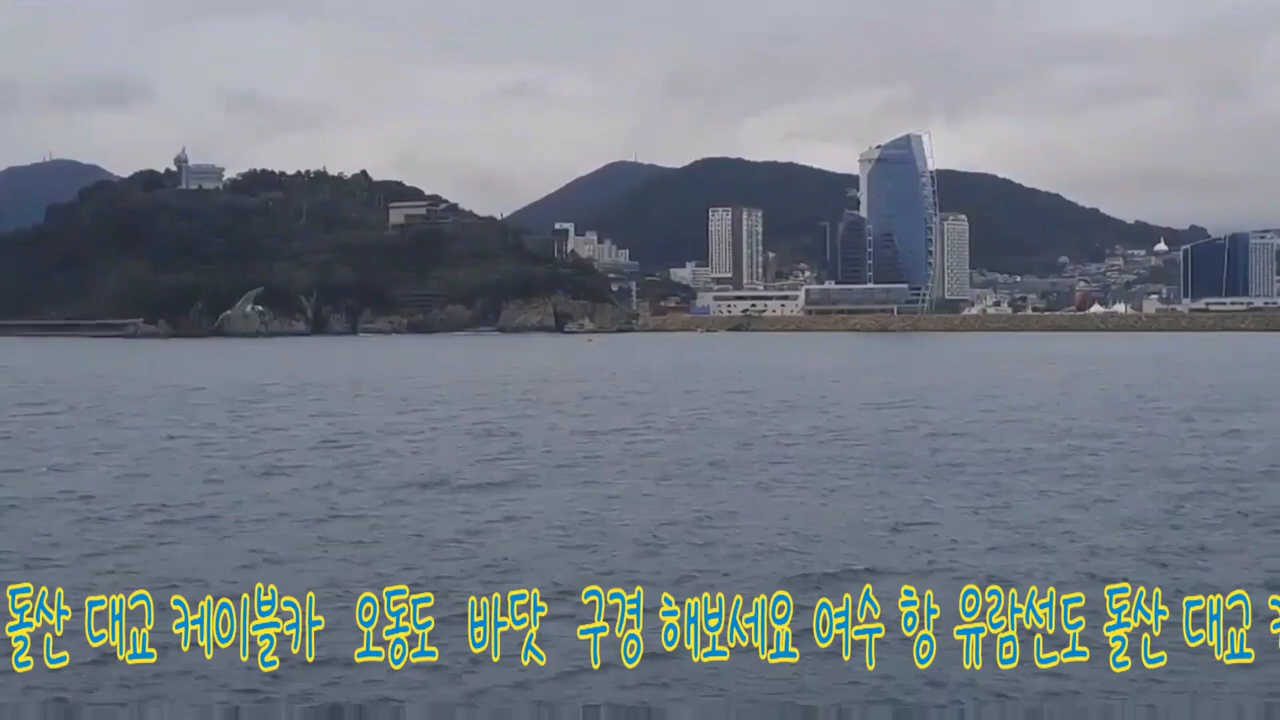 돌산 대교 케이블카 오동도 바닷 구경 해보세요 여수 항 유람선도 돌산 대교